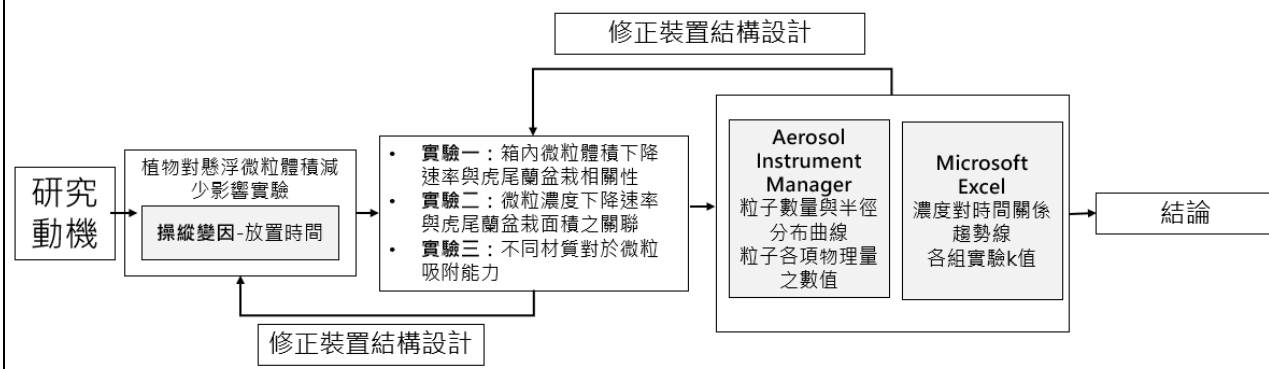 修正裝置結構設計
研究
動機
植物對懸浮微粒體積減
少影響實驗
操縱變因-放置時間
• 實驗一：箱內微粒體積下降
速率與虎尾蘭盆栽相關性
• 實驗二：微粒濃度下降速率
與虎尾蘭盆栽面積之關聯
• 實驗三：不同材質對於微粒
吸附能力
Aerosol
Instrument
Manager
粒子數量與半徑
分布曲線
粒子各項物理量
之數值
Microsoft
Excel
濃度對時間關係
趨勢線
各組實驗k值
結論
修正裝置結構設計